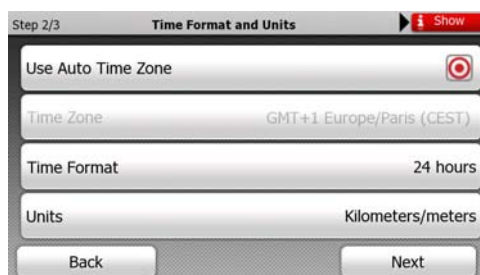 Step 2/3 Time Format and Units i Show
Use Auto Time Zone
Time Zone GMT+1 Europe/Paris (CEST)
Time Format 24 hours
Units Kilometers/meters
Back Next